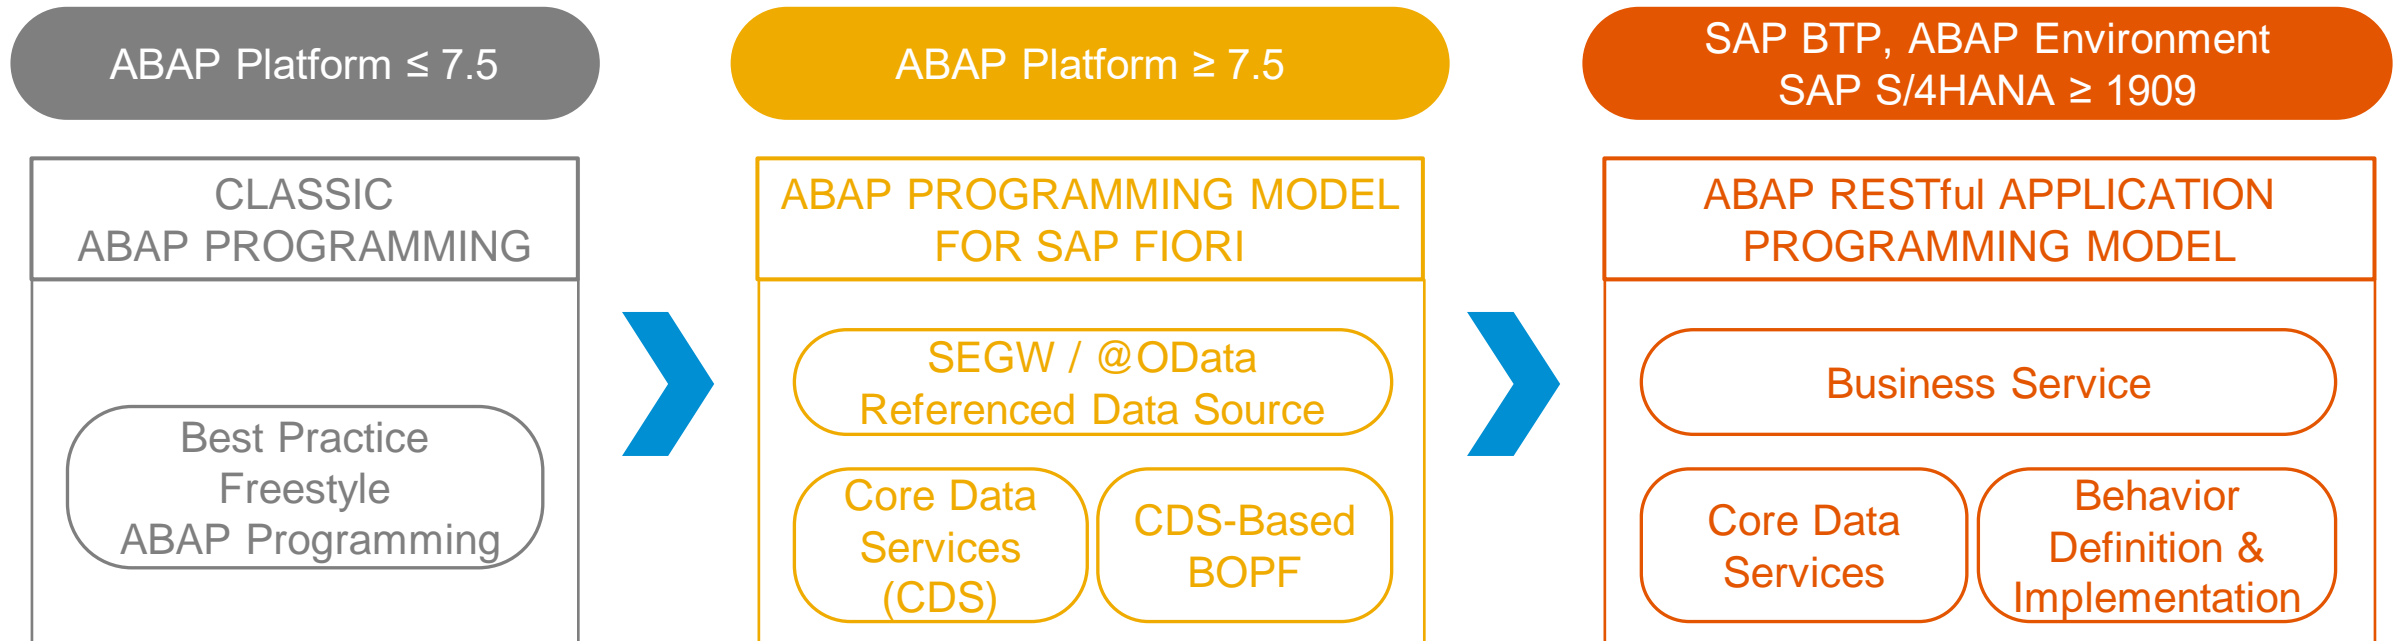 ABAP Platform ≤ 7.5
CLASSIC
ABAP PROGRAMMING
Best Practice
Freestyle
ABAP Programming
ABAP Platform ≥ 7.5
ABAP PROGRAMMING MODEL
FOR SAP FIORI
SEGW / @OData
Referenced Data Source
Core Data
Services
(CDS)
CDS-Based
BOPF
SAP BTP, ABAP Environment
SAP S/4HANA ≥ 1909
ABAP RESTful APPLICATION
PROGRAMMING MODEL
Business Service
Core Data
Services
Behavior
Definition &
Implementation